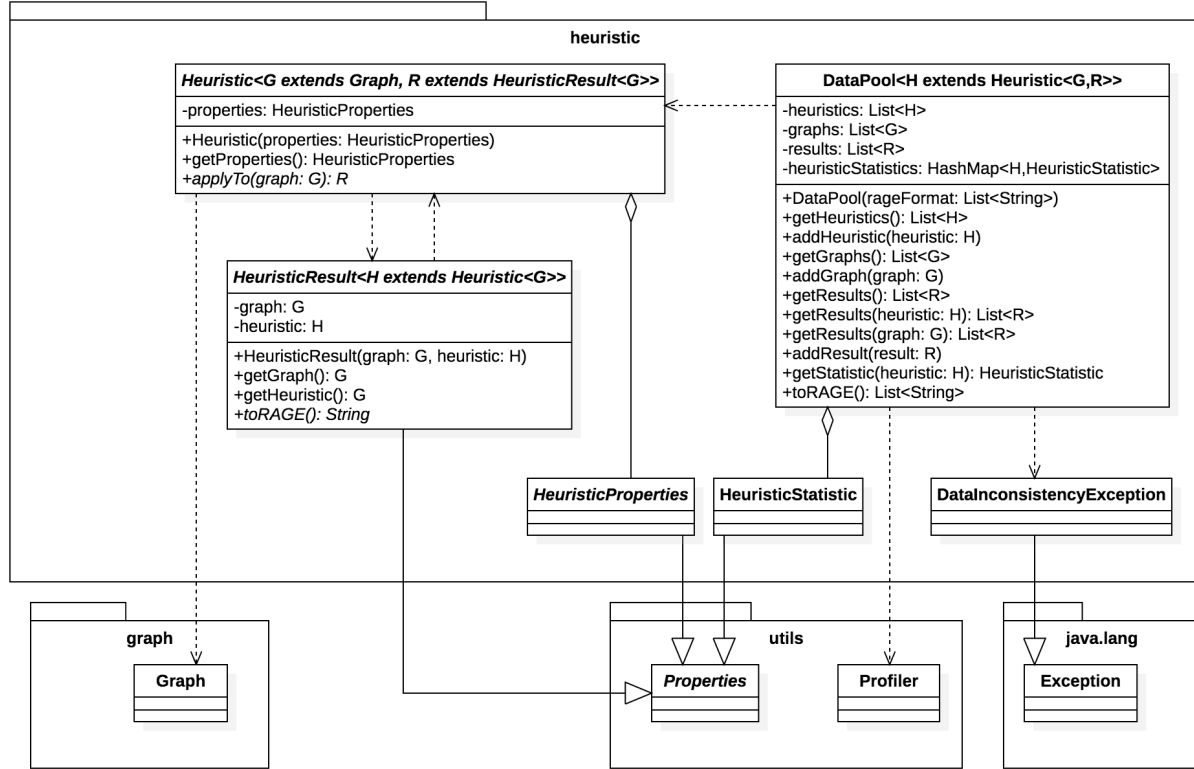 heuristic
Heuristic<G extends Graph, R extends HeuristicResult<G>>
-properties: HeuristicProperties
+Heuristic(properties: HeuristicProperties)
+getProperties(): HeuristicProperties
+applyTo(graph: G): R
DataPool<H extends Heuristic<G,R>>
-heuristics: List<H>
-graphs: List<G>
-results: List<R>
-heuristicStatistics: HashMap<H,HeuristicStatistic>
+DataPool(rageFormat: List<String>)
+getHeuristics(): List<H>
+addHeuristic(heuristic: H)
+getGraphs(): List<G>
+addGraph(graph: G)
+getResults(): List<R>
+getResults(heuristic: H): List<R>
+getResults(graph: G): List<R>
+addResult(result: R)
+getStatistic(heuristic: H): HeuristicStatistic
+toRAGE(): List<String>
HeuristicResult<H extends Heuristic<G>>
-graph: G
-heuristic: H
+HeuristicResult(graph: G, heuristic: H)
+getGraph(): G
+getHeuristic(): G
+toRAGE(): String
HeuristicProperties
HeuristicStatistic
DataInconsistencyException
graph
Graph
utils
Properties
Profiler
java.lang
Exception